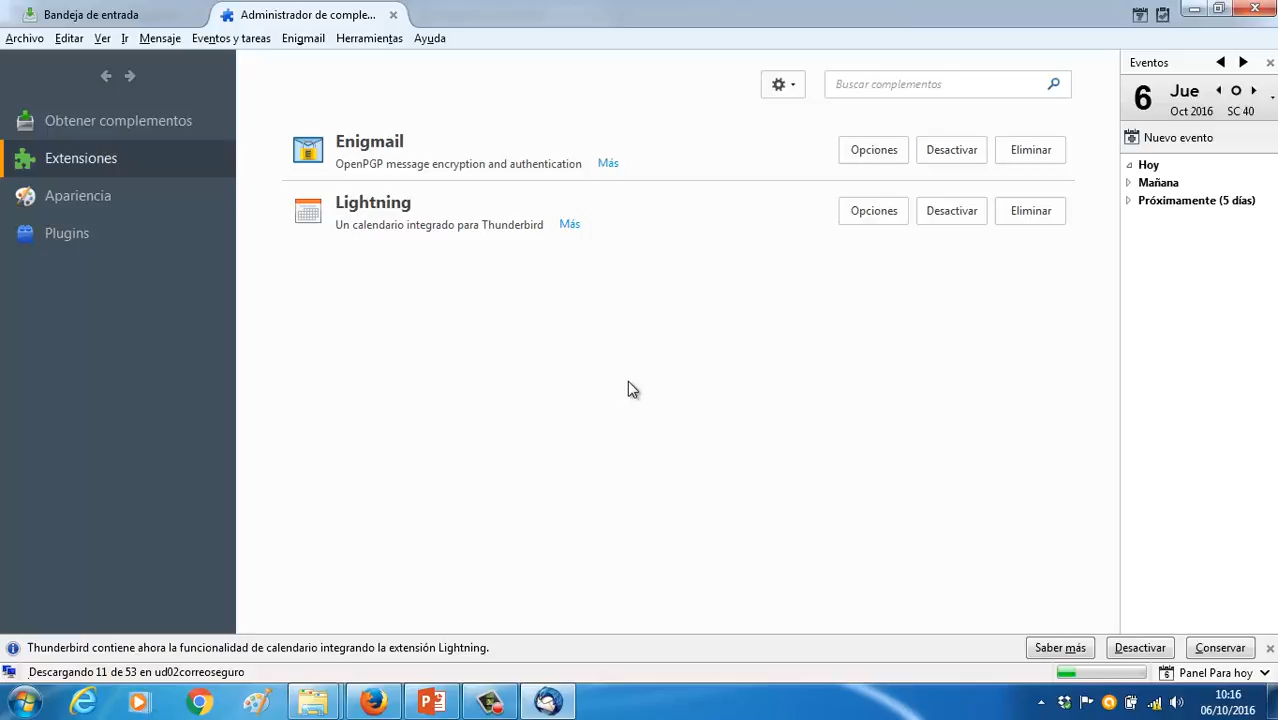 Bandeja de entrada
Administrador de comple...
Archivo Editar Ver Ir Mensaje Eventos y tareas Enigmail Herramientas Ayuda
Obtener complementos
Extensiones
Apariencia
Plugins
Buscar complementos
Enigmail
OpenPGP message encryption and authentication Más
Opciones Desactivar Eliminar
Lightning
Un calendario integrado para Thunderbird Más
Opciones Desactivar Eliminar
Eventos
6 Jue
Oct 2016 SC 40
Nuevo evento
Hoy
Mañana
Próximamente (5 días)
Thunderbird contiene ahora la funcionalidad de calendario integrando la extensión Lightning.
Saber más Desactivar Conservar
Descargando 11 de 53 en ud02correoseguro
6 Panel Para hoy
10:16
06/10/2016